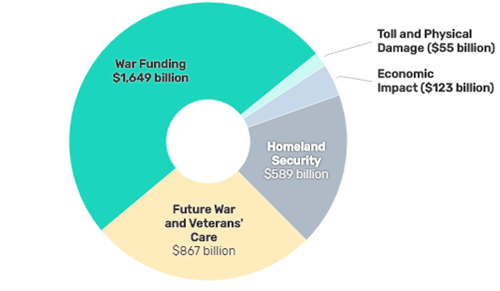 War Funding
$1,649 billion
Toll and Physical
Damage ($55 billion)
Economic
Impact ($123 billion)
Homeland
Security
$589 billion
Future War
and Veterans'
Care
$867 billion